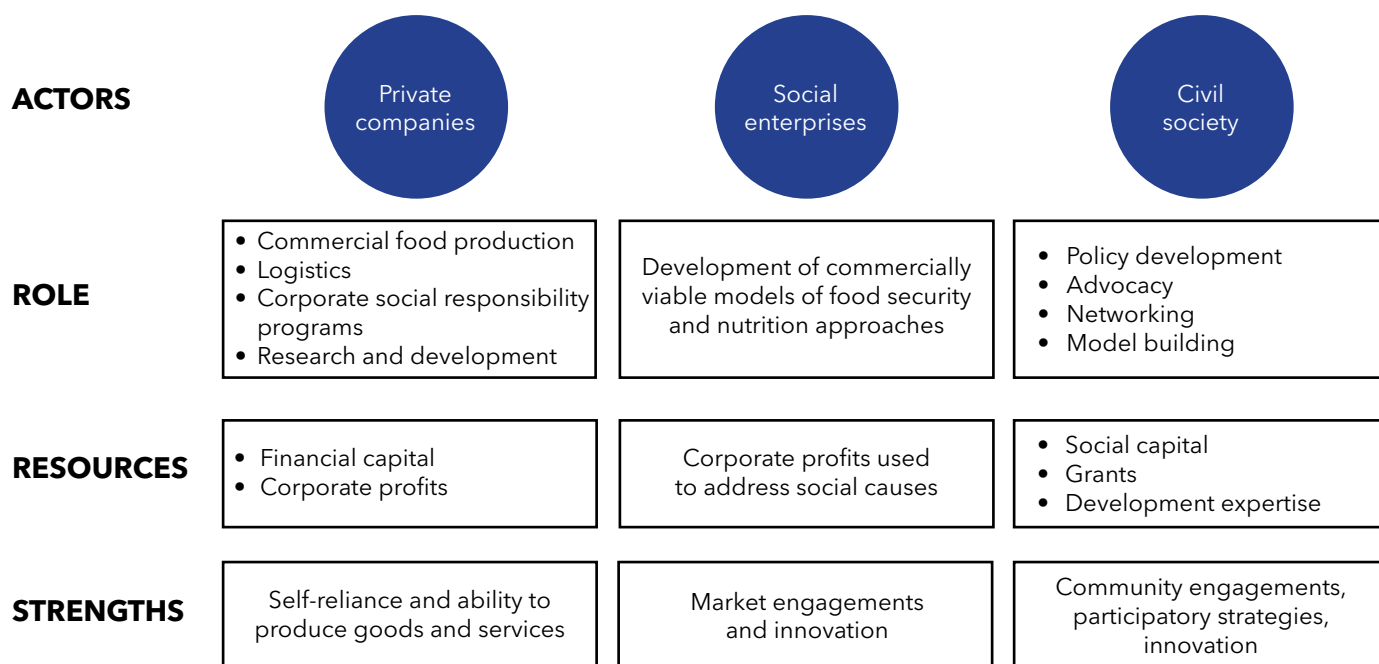 ACTORS
Private
companies
Social
enterprises
Civil
society
ROLE
• Commercial food production
• Logistics
• Corporate social responsibility
programs
• Research and development
Development of commercially
viable models of food security
and nutrition approaches
• Policy development
• Advocacy
• Networking
• Model building
RESOURCES
• Financial capital
• Corporate profits
Corporate profits used
to address social causes
• Social capital
• Grants
• Development expertise
STRENGTHS
Self-reliance and ability to
produce goods and services
Market engagements
and innovation
Community engagements,
participatory strategies,
innovation